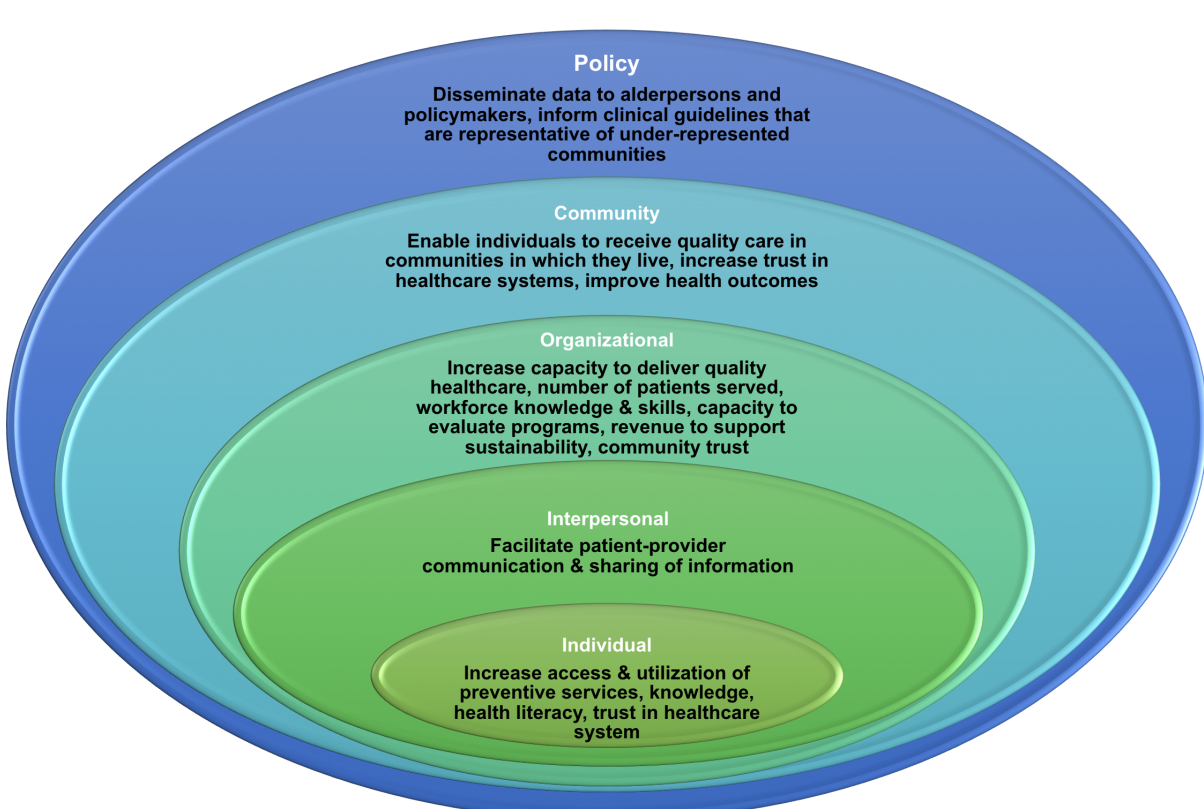 Policy
Disseminate data to alderpersons and
policymakers, inform clinical guidelines that
are representative of under-represented
communities
Community
Enable individuals to receive quality care in
communities in which they live, increase trust in
healthcare systems, improve health outcomes
Organizational
Increase capacity to deliver quality
healthcare, number of patients served,
workforce knowledge & skills, capacity to
evaluate programs, revenue to support
sustainability, community trust
Interpersonal
Facilitate patient-provider
communication & sharing of information
Individual
Increase access & utilization of
preventive services, knowledge,
health literacy, trust in healthcare
system